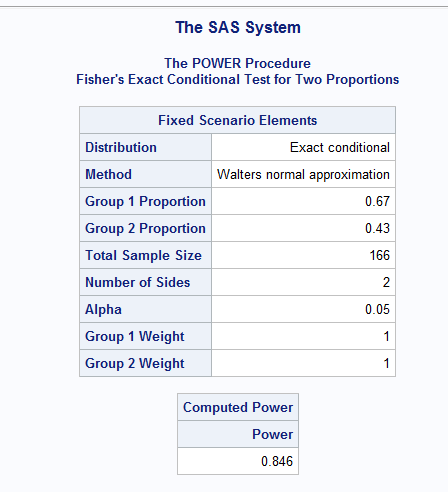 The SAS System
The POWER Procedure
Fisher's Exact Conditional Test for Two Proportions
Fixed Scenario Elements
Distribution Exact conditional
Method Walters normal approximation
Group 1 Proportion 0.67
Group 2 Proportion 0.43
Total Sample Size 166
Number of Sides 2
Alpha 0.05
Group 1 Weight 1
Group 2 Weight 1
Computed Power
Power
0.846